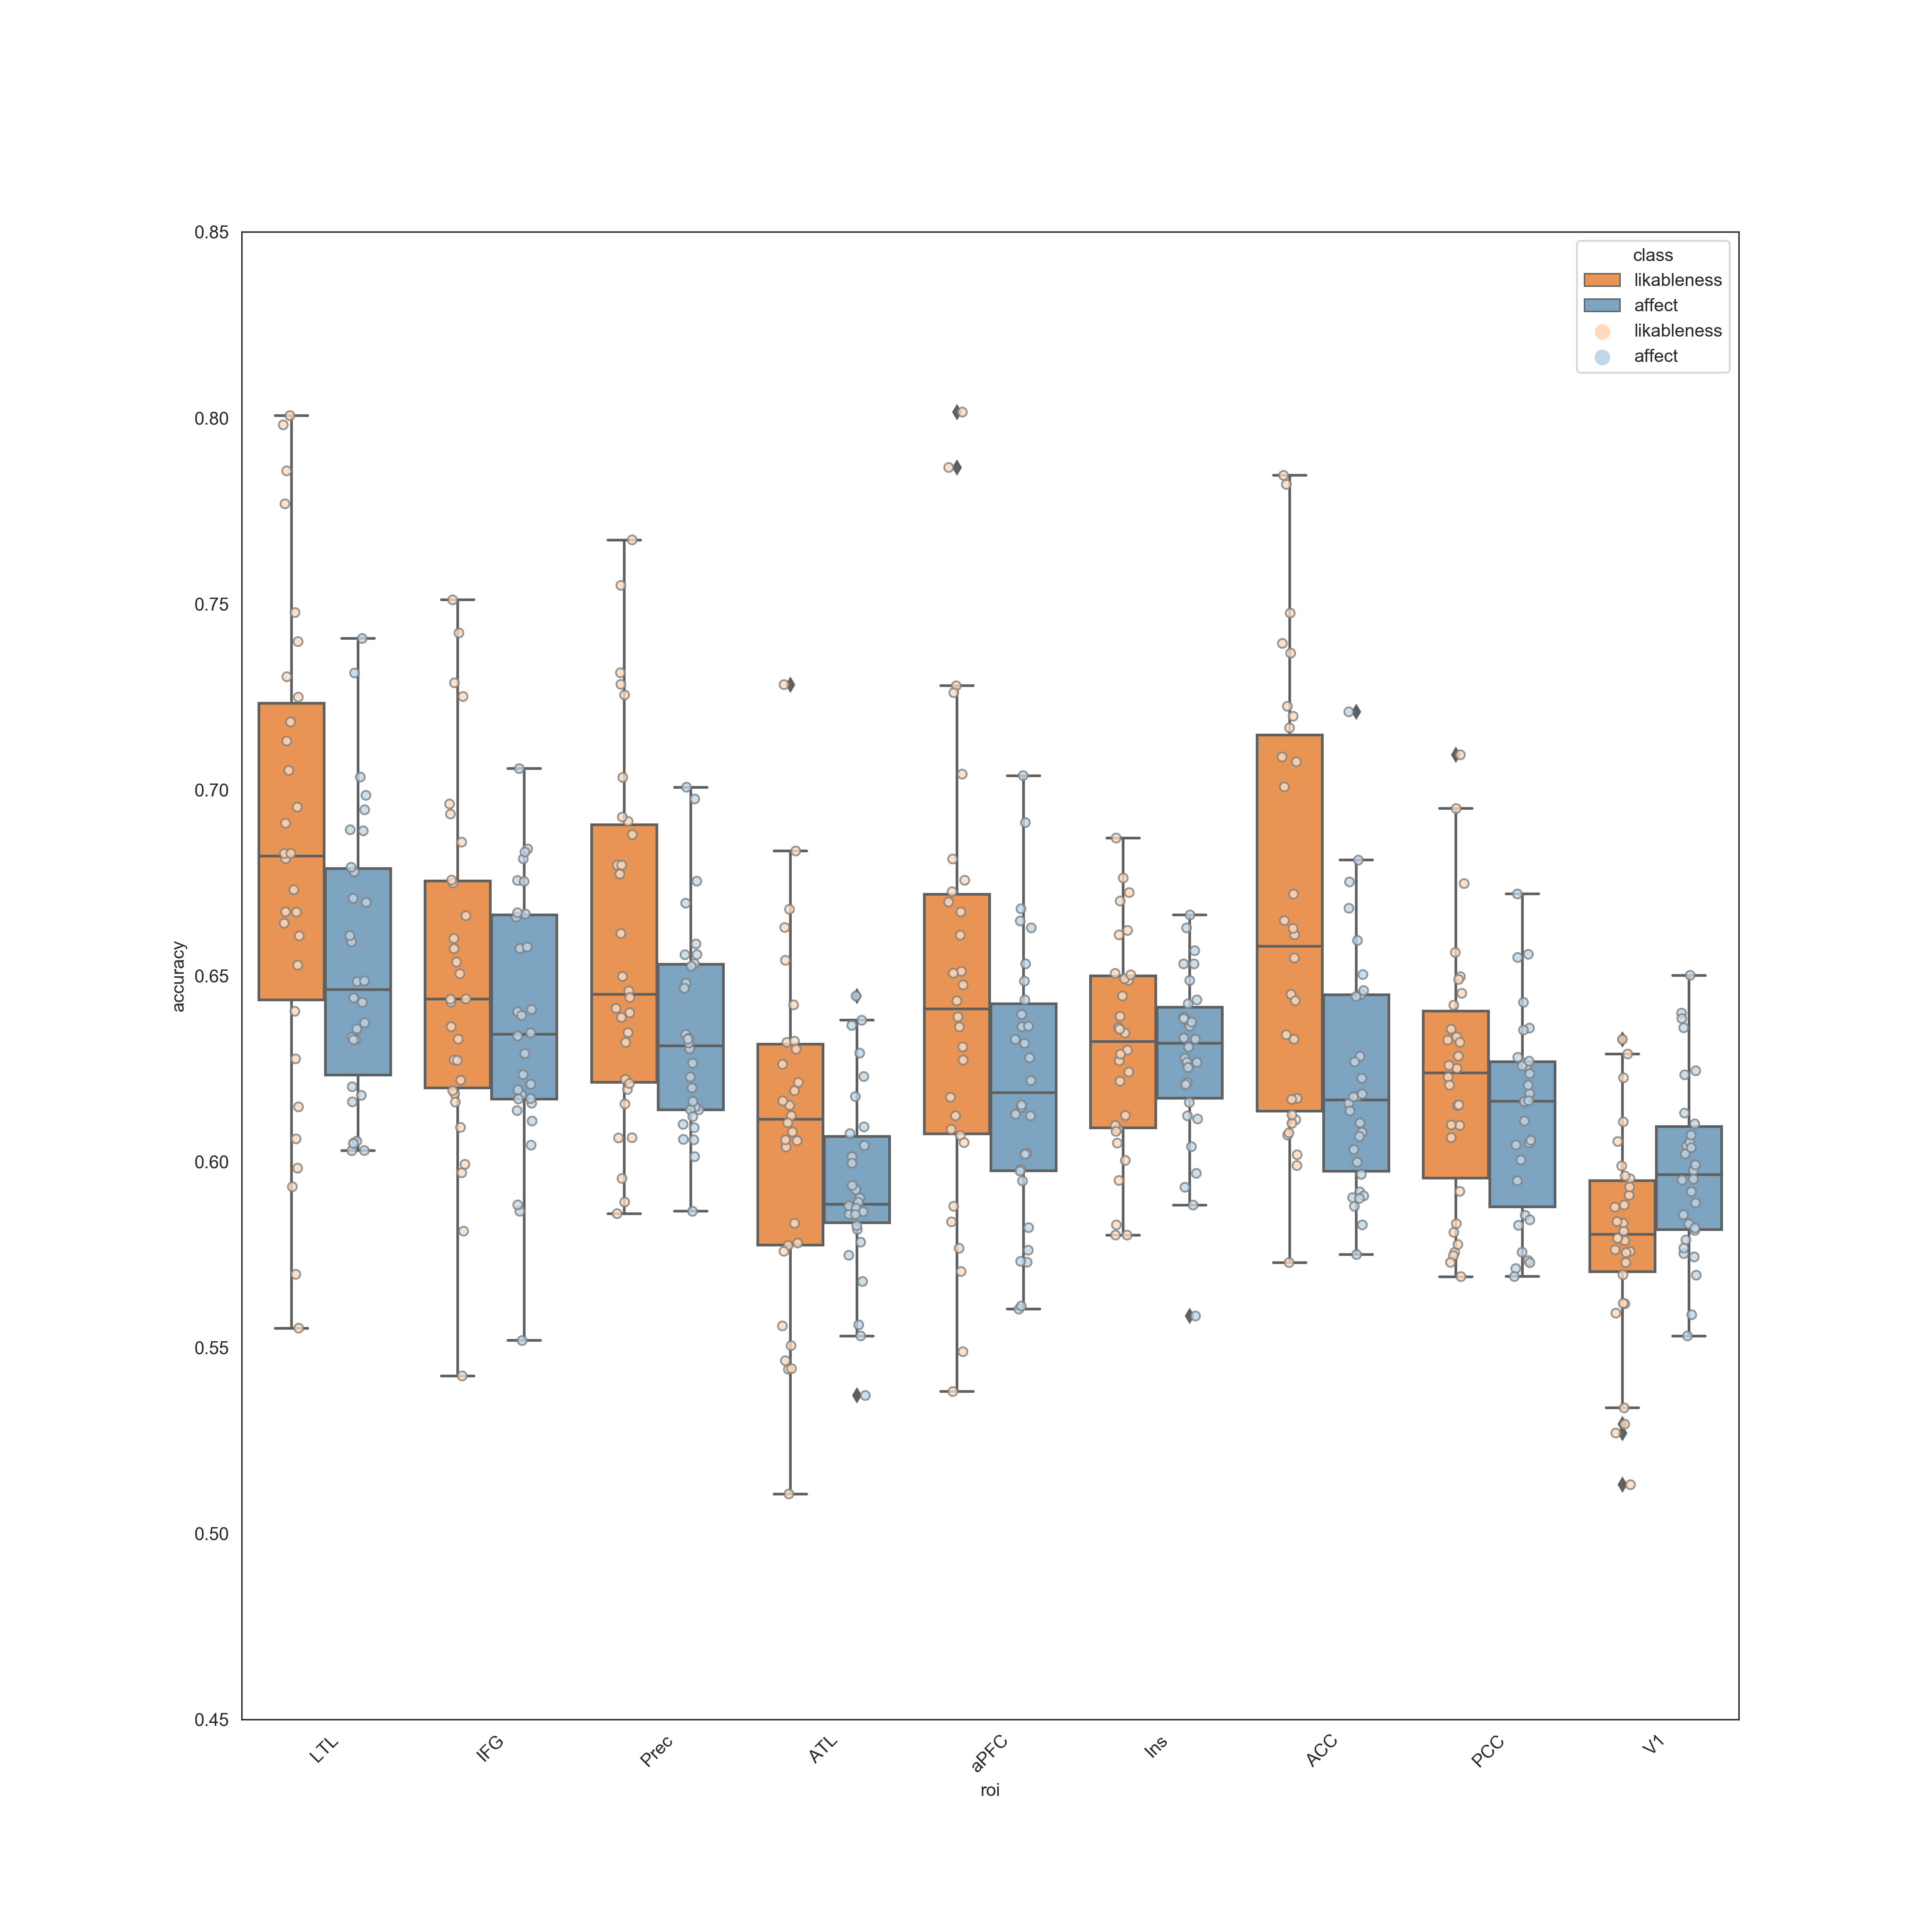 0.85
0.80
0.75
0.70
0.65
0.60
0.55
0.50
0.45
accuracy
class
likableness
affect
likableness
affect
LTL
IFG
Prec
ATL
aPFC
Ins
ACC
PCC
V1
roi